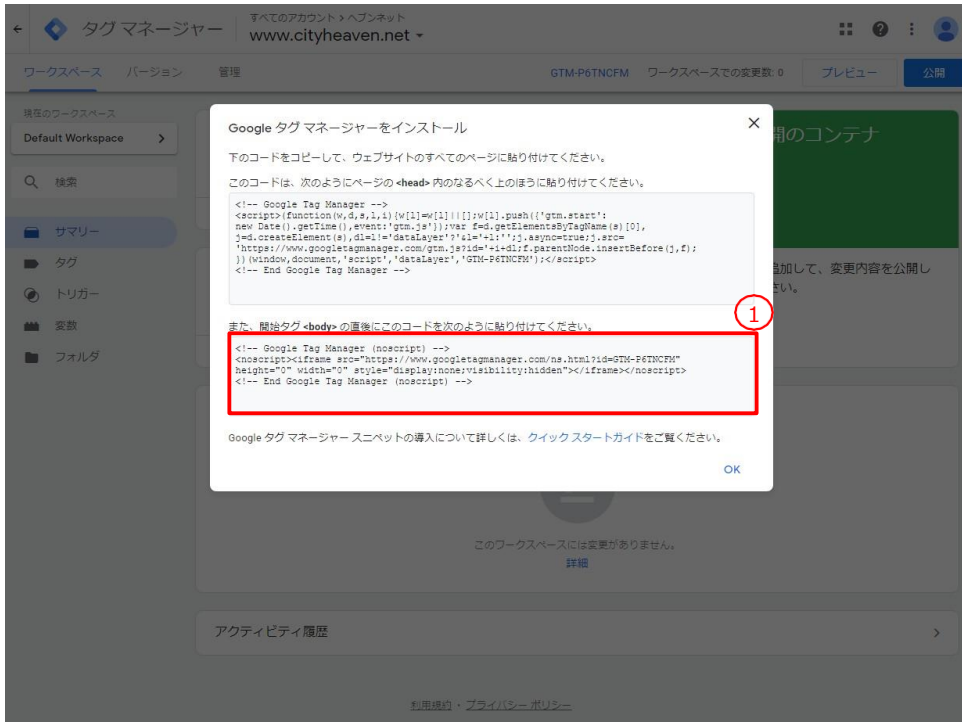 タグ マネージャー
すべてのアカウント > ヘブンネット
www.cityheaven.net
ワークスペース
バージョン
管理
GTM-P6TNCFM
ワークスペースでの変更数: 0
プレビュー
公開
現在のワークスペース
Default Workspace
検索
サマリー
タグ
トリガー
変数
フォルダ
開のコンテナ
追加して、変更内容を公開し
さい。
Google タグ マネージャーをインストール
下のコードをコピーして、ウェブサイトのすべてのページに貼り付けてください。
このコードは、次のようにページの <head> 内のなるべく上のほうに貼り付けてください。
<!-- Google Tag Manager -->
<script>(function(w,d,s,l,i){w[l]=w[l]||[];w[l].push({'gtm.start':
new Date().getTime(),event:'gtm.js'});var f=d.getElementsByTagName(s)[0],
j=d.createElement(s),dl=l!='dataLayer'?'&l='+l:'';j.async=true;j.src=
'https://www.googletagmanager.com/gtm.js?id='+i+dl;f.parentNode.insertBefore(j,f);
})(window,document,'script','dataLayer','GTM-P6TNCFM');</script>
<!-- End Google Tag Manager -->
1
また、開始タグ <body> の直後にこのコードを次のように貼り付けてください。
<!-- Google Tag Manager (noscript) -->
<noscript><iframe src="https://www.googletagmanager.com/ns.html?id=GTM-P6TNCFM"
height="0" width="0" style="display:none;visibility:hidden"></iframe></noscript>
<!-- End Google Tag Manager (noscript) -->
Google タグ マネージャー スニペットの導入について詳しくは、クイック スタートガイドをご覧ください。
OK
このワークスペースには変更がありません。
詳細
アクティビティ履歴
利用規約 · プライバシー ポリシー